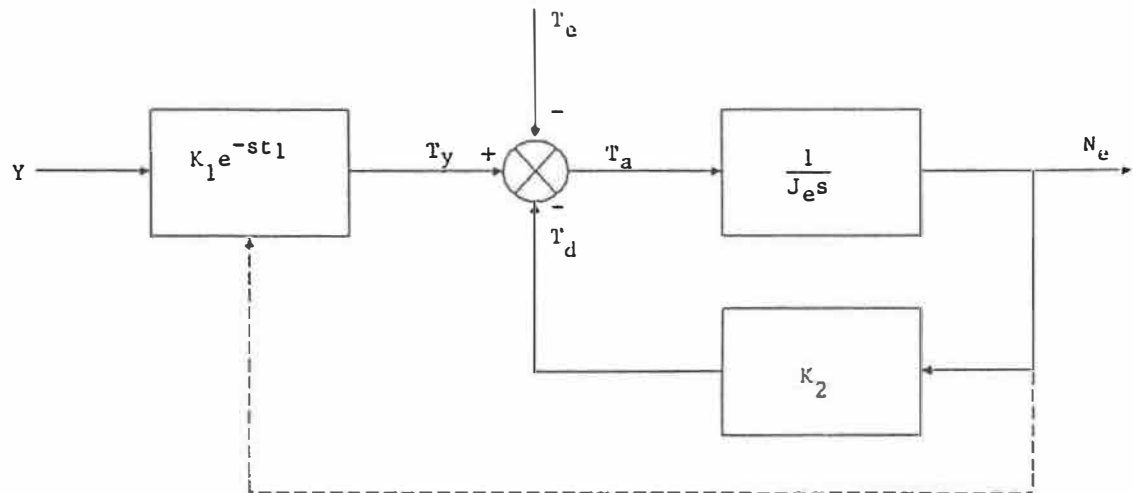 T_e
-
K_1e^{-st_1}
Y
T_y +
T_a
1
J_es
N_e
-
T_d
K_2